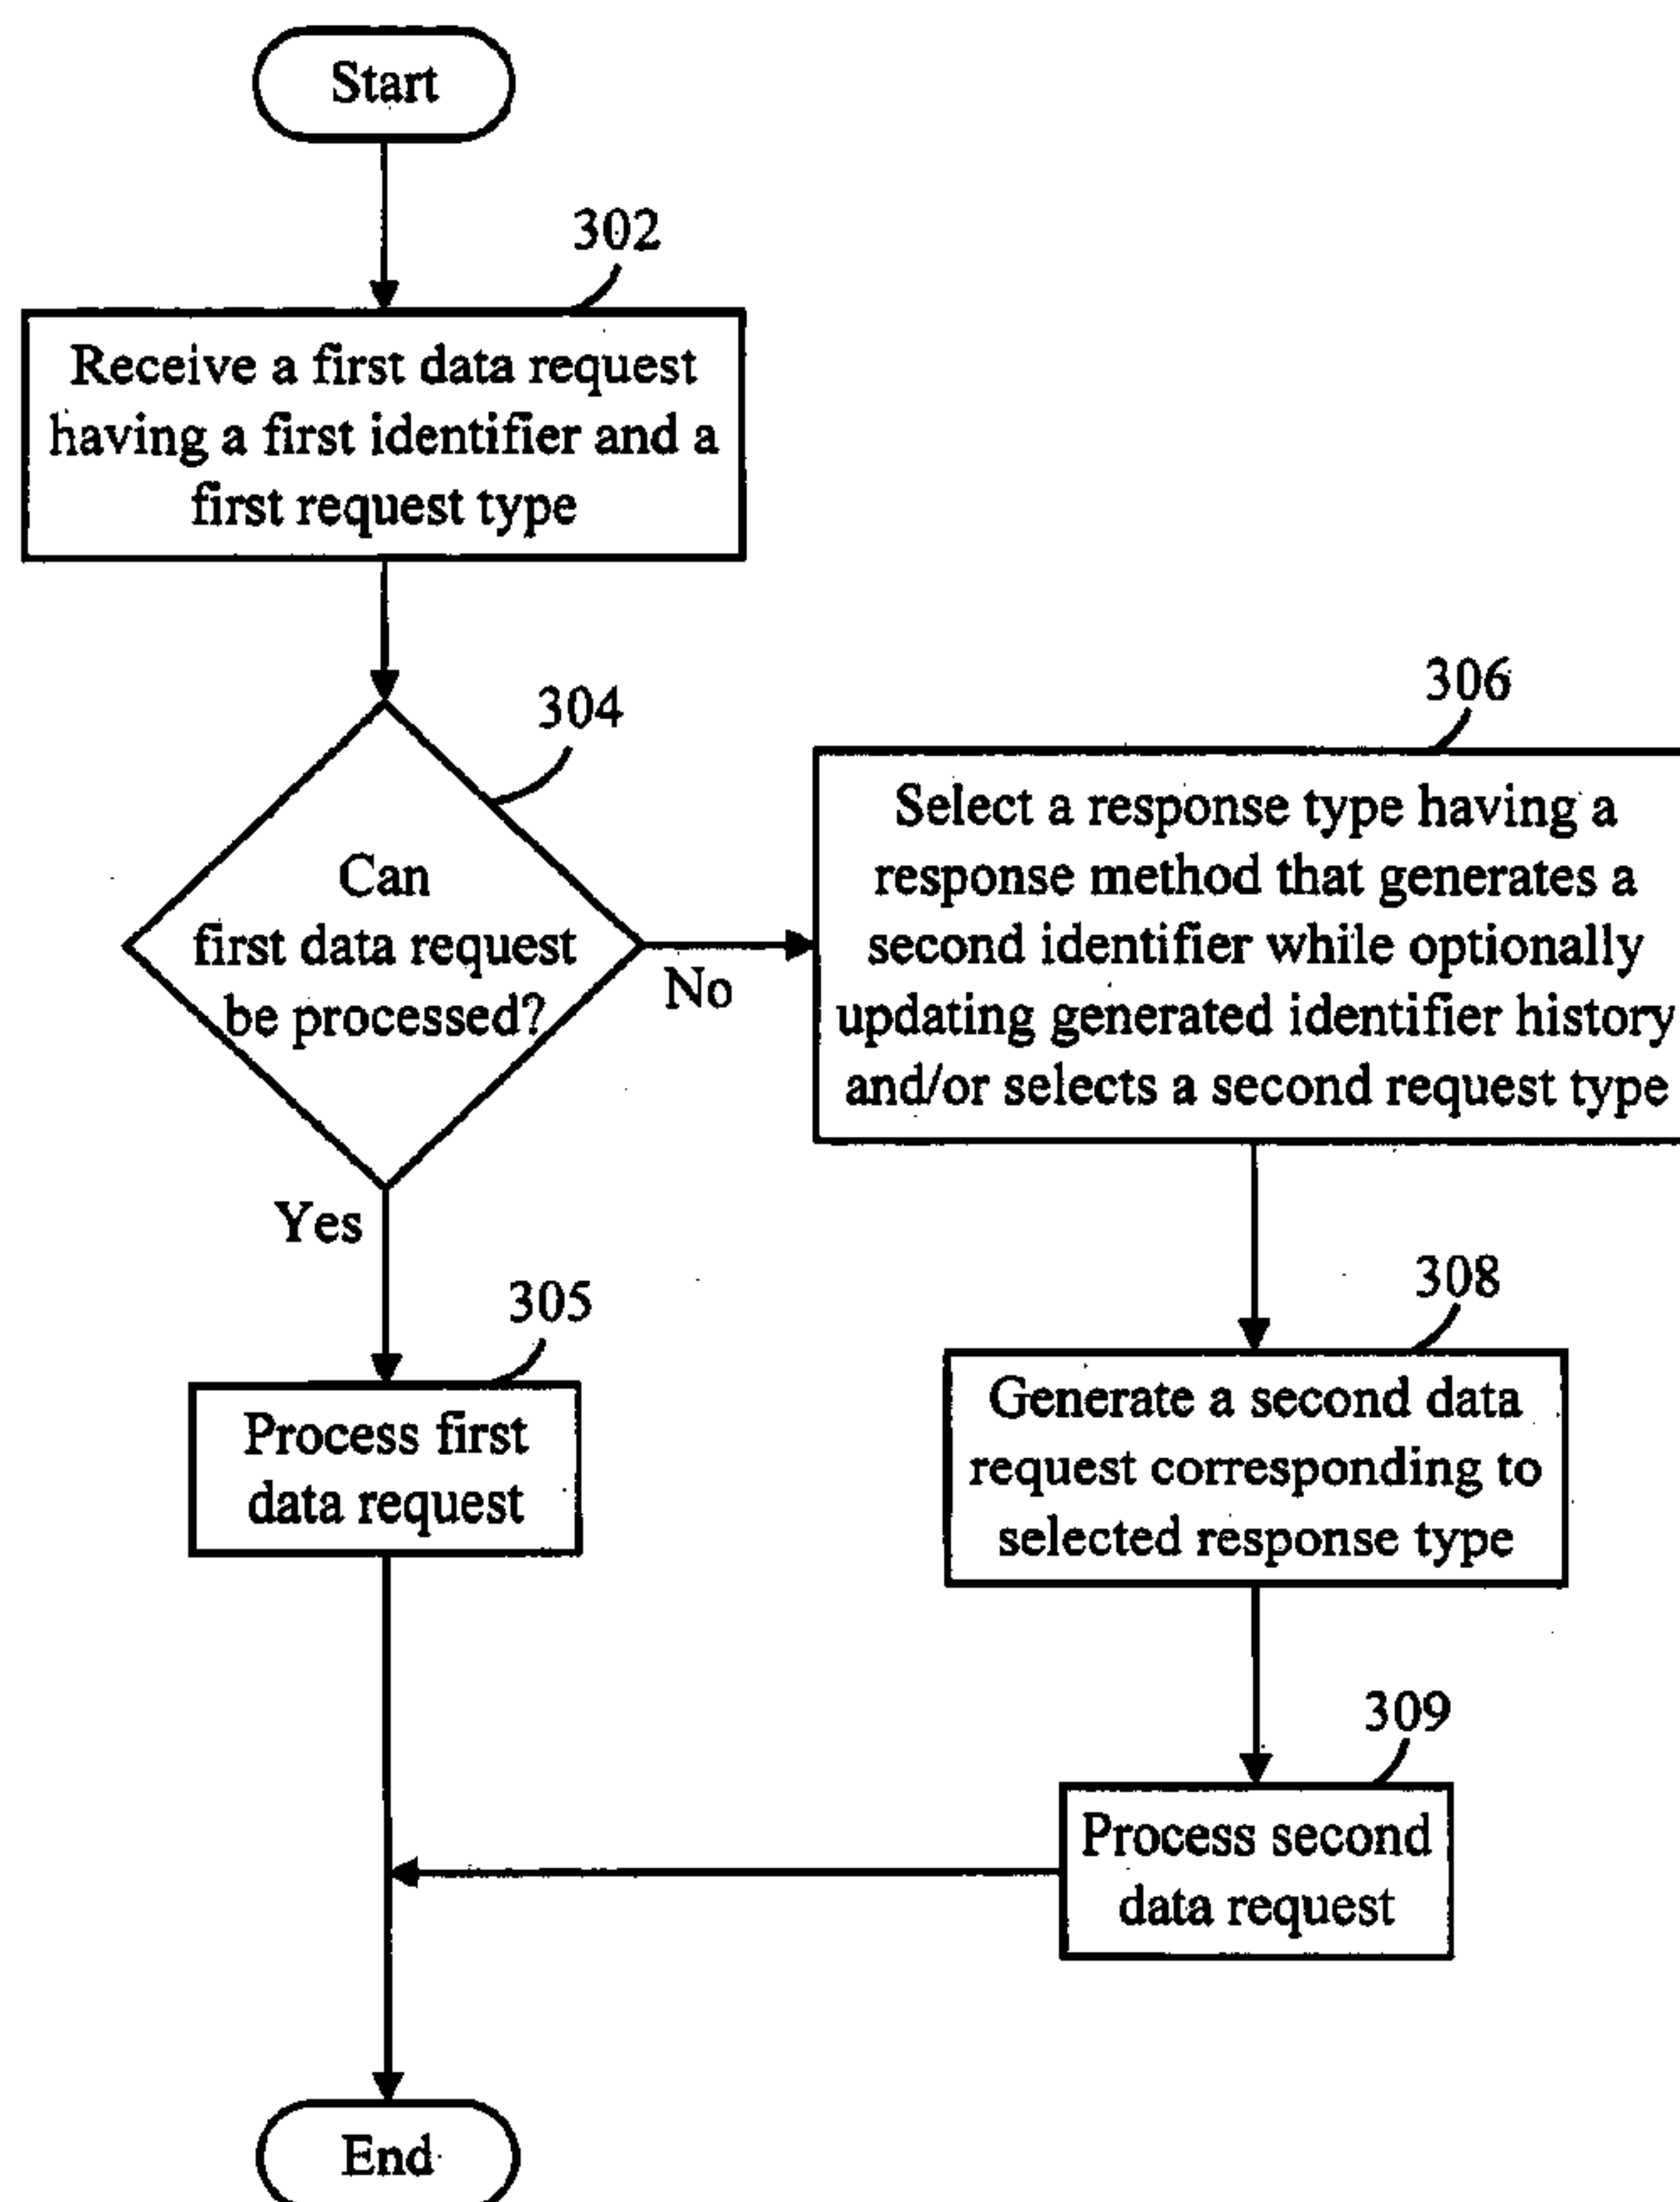 Start
302
Receive a first data request
having a first identifier and a
first request type
304
Can
first data request
be processed?
No
Yes
306
Select a response type having a
response method that generates a
second identifier while optionally
updating generated identifier history
and/or selects a second request type
305
Process first
data request
308
Generate a second data
request corresponding to
selected response type
309
Process second
data request
End